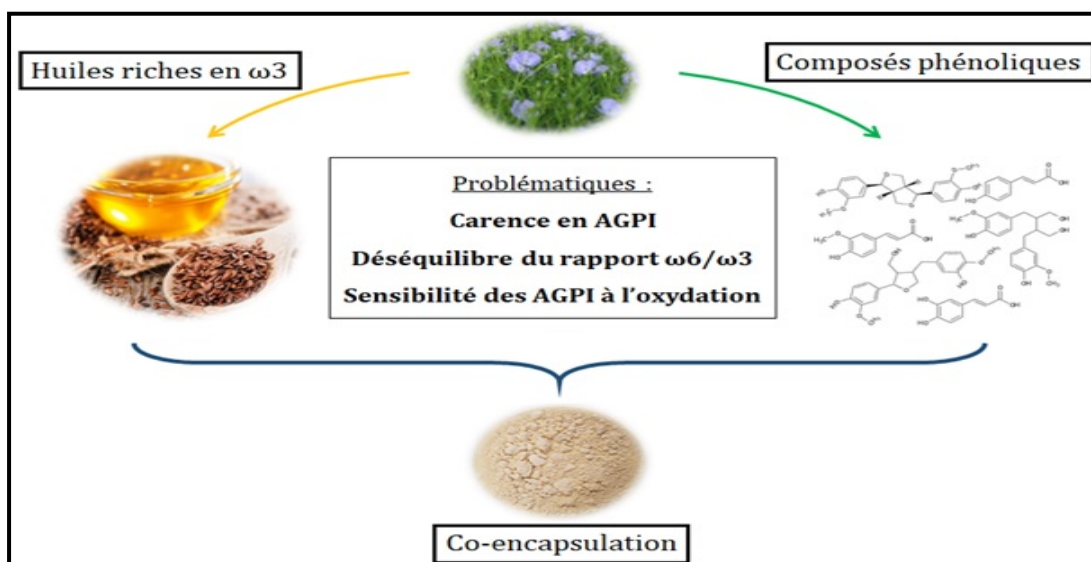 Huiles riches en ω3
Composés phénoliques
Problématiques :
Carence en AGPI
Déséquilibre du rapport ω6/ω3
Sensibilité des AGPI à l'oxydation
Co-encapsulation